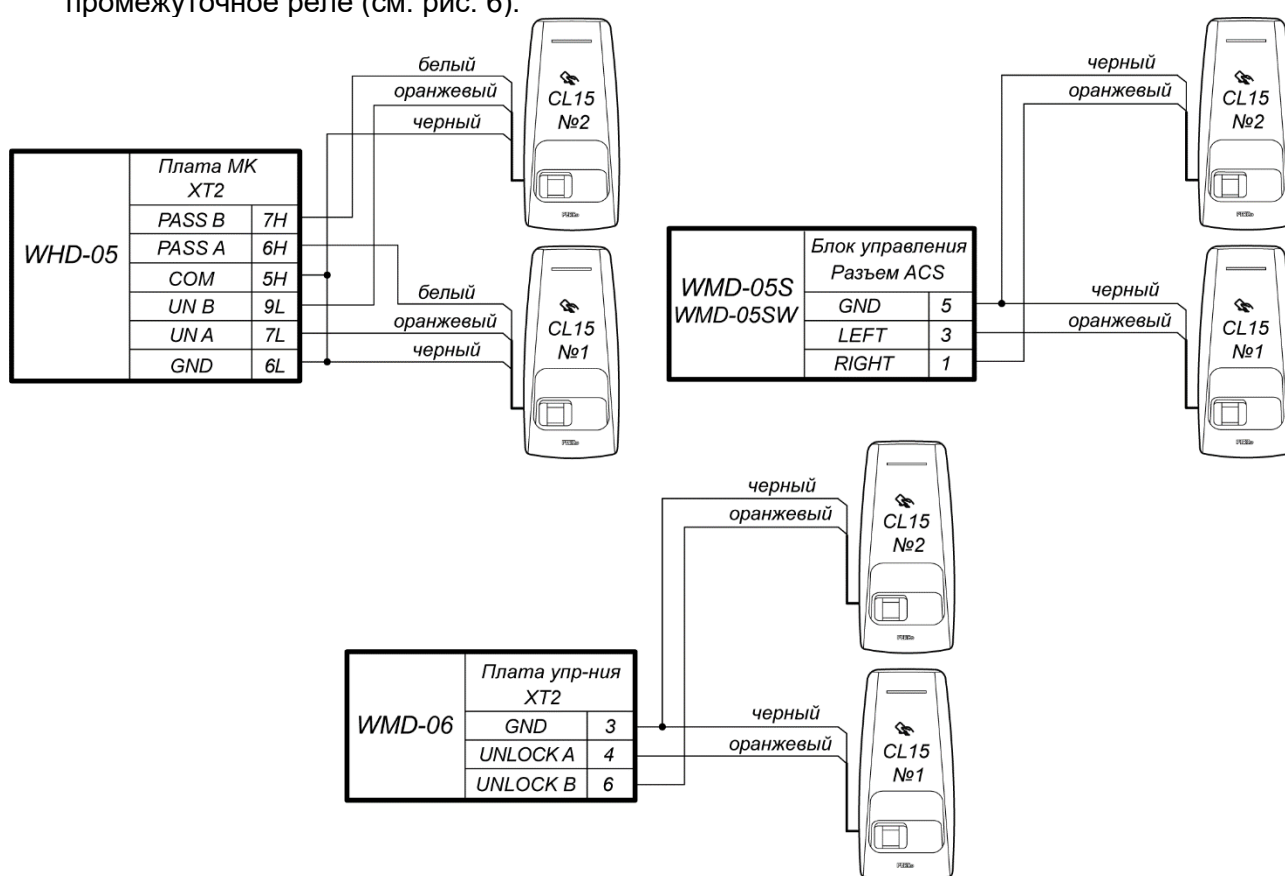 промежуточное реле (см. рис. 6).
белый
оранжевый
черный
CL15
№2
WHD-05
Плата МК
XT2
PASS B 7H
PASS A 6H
COM 5H
UN B 9L
UN A 7L
GND 6L
белый
оранжевый
черный
CL15
№1
черный
оранжевый
CL15
№2
WMD-05S
WMD-05SW
Блок управления
Разъем ACS
GND 5
LEFT 3
RIGHT 1
черный
оранжевый
CL15
№1
черный
оранжевый
CL15
№2
WMD-06
Плата упр-ния
XT2
GND 3
UNLOCK A 4
UNLOCK B 6
черный
оранжевый
CL15
№1